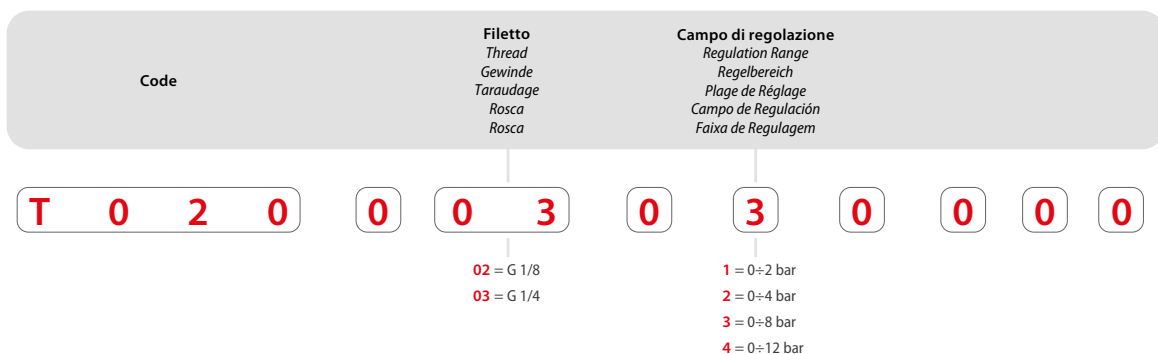 Code
Filetto
Thread
Gewinde
Taraudage
Rosca
Rosca
Campo di regolazione
Regulation Range
Regelbereich
Plage de Réglage
Campo de Regulación
Faixa de Regulagem
T 0 2 0 0 0 3 0 3 0 0 0 0
02 = G 1/8
03 = G 1/4
1 = 0÷2 bar
2 = 0÷4 bar
3 = 0÷8 bar
4 = 0÷12 bar